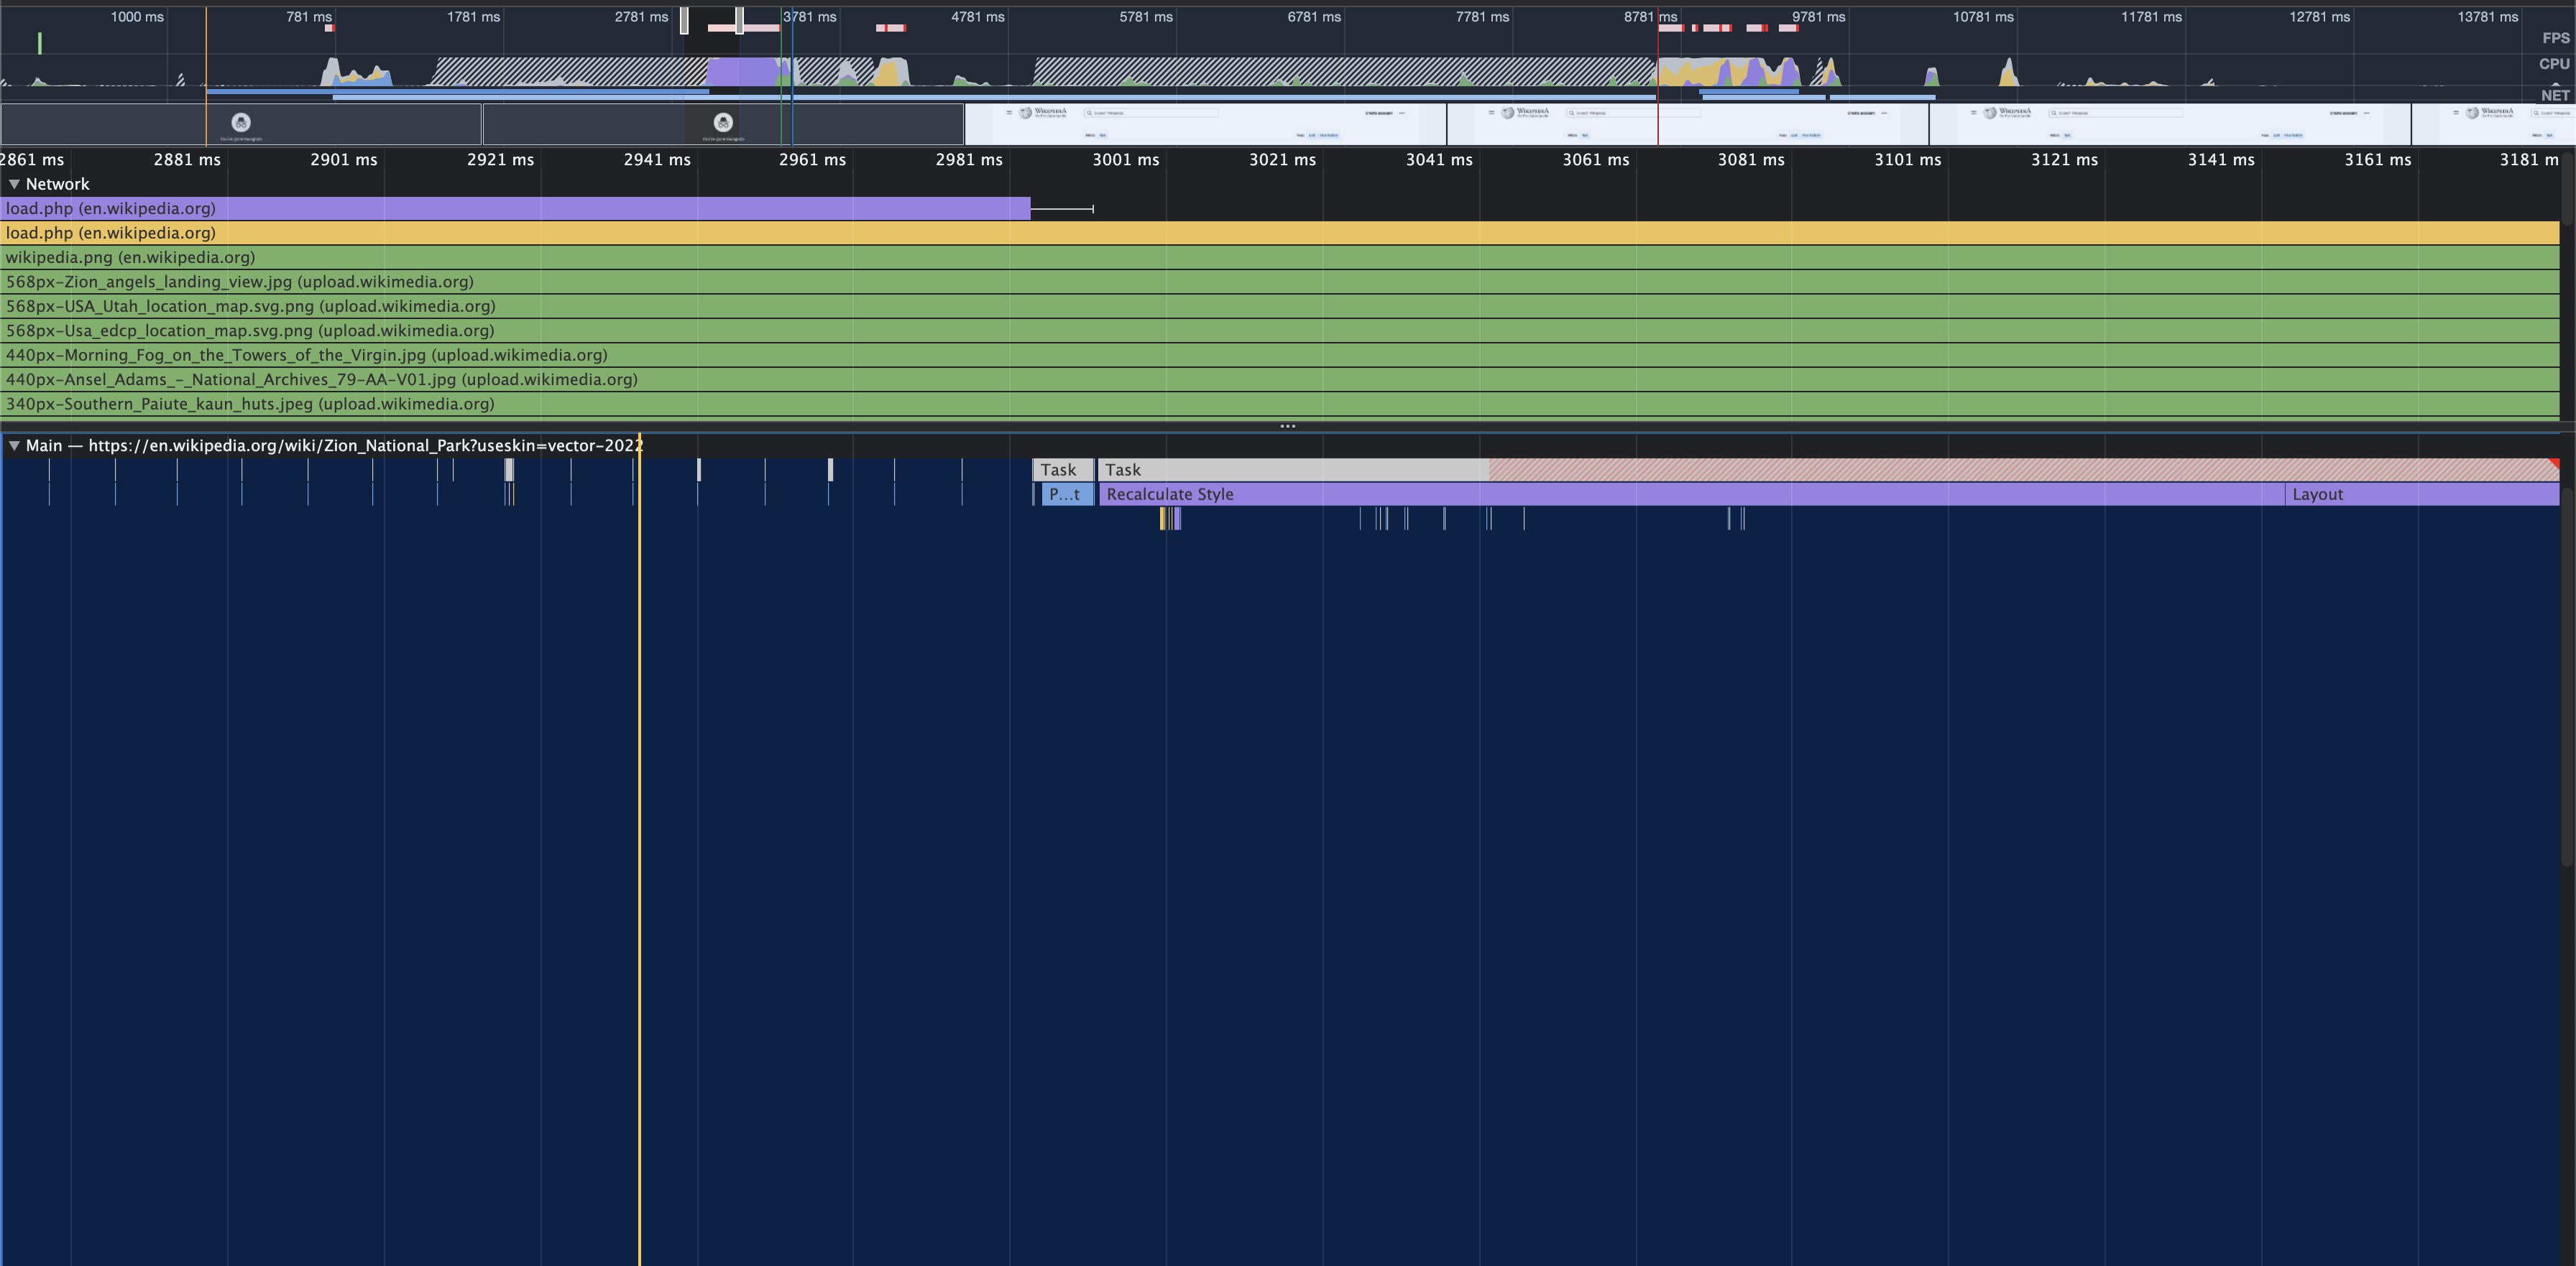 1000 ms 781 ms 1781 ms 2781 ms 3781 ms 4781 ms 5781 ms 6781 ms 7781 ms 8781 ms 9781 ms 10781 ms 11781 ms 12781 ms 13781 ms
FPS
CPU
NET
WIKIPEDIA WIKIPEDIA WIKIPEDIA WIKIPEDIA
2861 ms 2881 ms 2901 ms 2921 ms 2941 ms 2961 ms 2981 ms 3001 ms 3021 ms 3041 ms 3061 ms 3081 ms 3101 ms 3121 ms 3141 ms 3161 ms 3181 m
Network
load.php (en.wikipedia.org)
load.php (en.wikipedia.org)
wikipedia.png (en.wikipedia.org)
568px-Zion_angels_landing_view.jpg (upload.wikimedia.org)
568px-USA_Utah_location_map.svg.png (upload.wikimedia.org)
568px-Usa_edcp_location_map.svg.png (upload.wikimedia.org)
440px-Morning_Fog_on_the_Towers_of_the_Virgin.jpg (upload.wikimedia.org)
440px-Ansel_Adams_-_National_Archives_79-AA-V01.jpg (upload.wikimedia.org)
340px-Southern_Paiute_kaun_huts.jpeg (upload.wikimedia.org)
Main — https://en.wikipedia.org/wiki/Zion_National_Park?useskin=vector-2022
Task Task
P...t Recalculate Style Layout